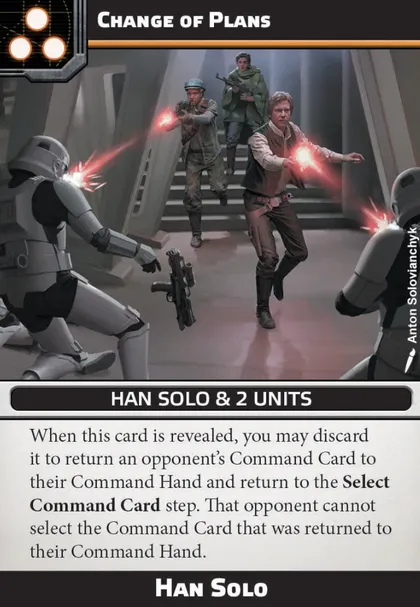 Change of Plans
Anton Solovianchyk
HAN SOLO & 2 UNITS
When this card is revealed, you may discard
it to return an opponent's Command Card to
their Command Hand and return to the Select
Command Card step. That opponent cannot
select the Command Card that was returned to
their Command Hand.
Han Solo